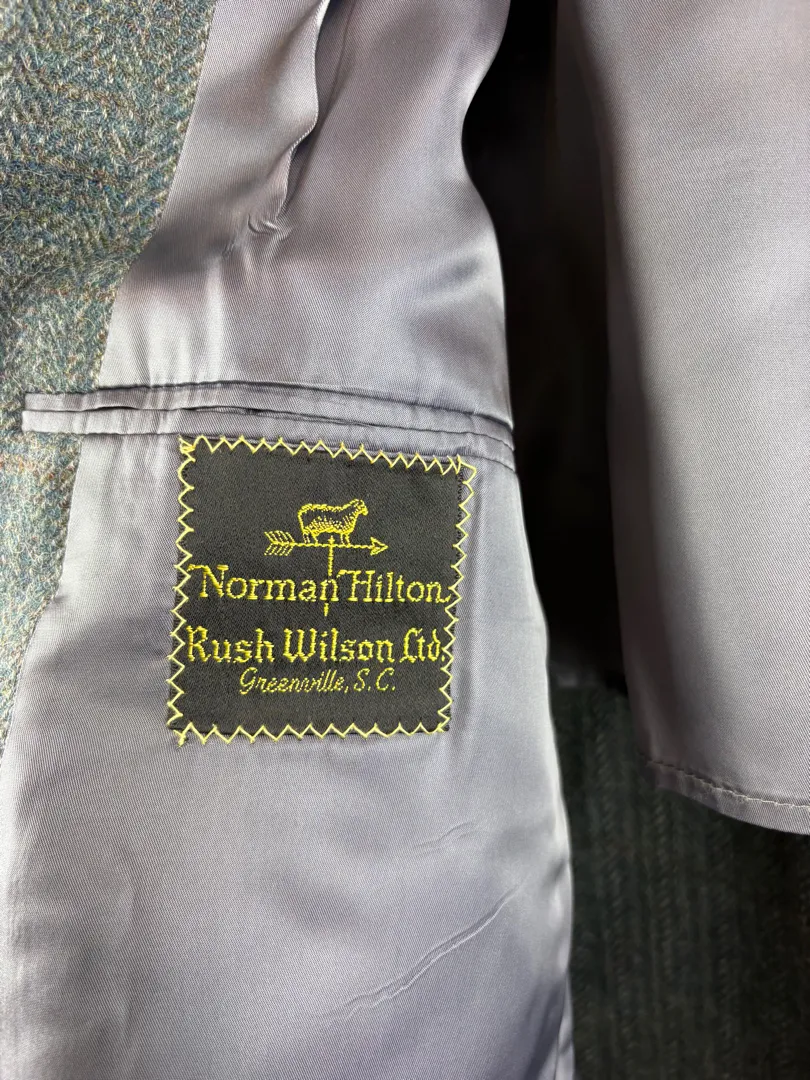 Norman Hilton
Rush Wilson Ltd.
Greenville, S.C.